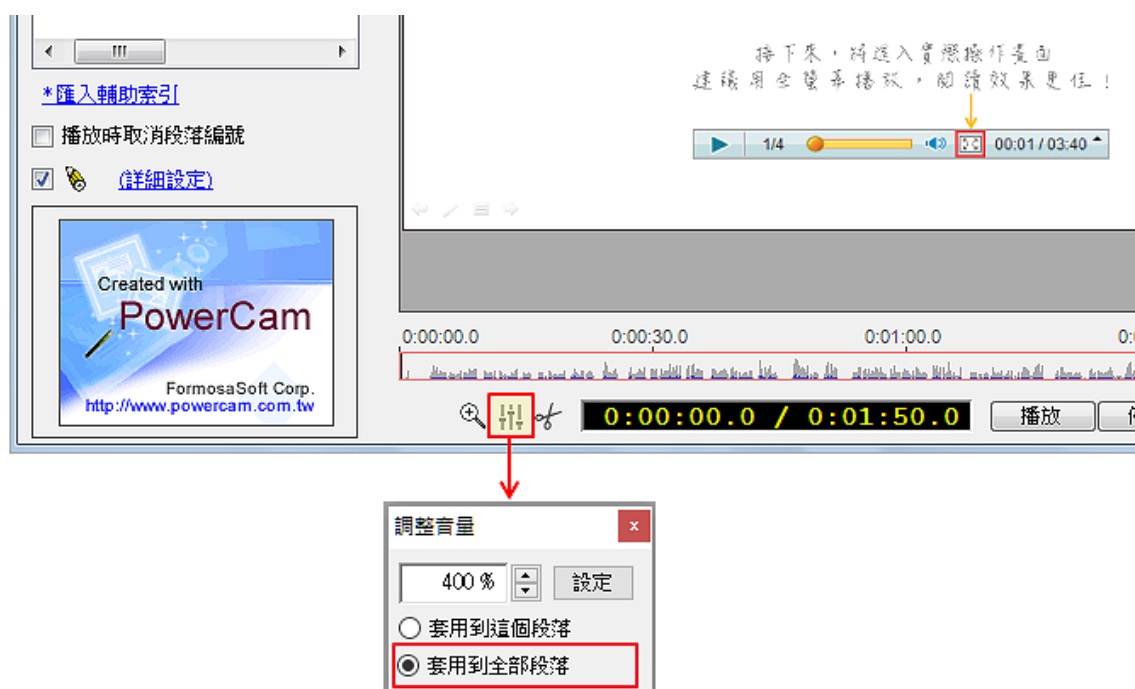 *匯入輔助索引
播放時取消段落編號
(詳細設定)
Created with
PowerCam
FormosaSoft Corp.
http://www.powercam.com.tw
接下來，將進入實際操作畫面
建議用全螢幕播放，閱讀效果更佳！
1/4
00:01 / 03:40
0:00:00.0
0:00:30.0
0:01:00.0
0:00:00.0 / 0:01:50.0
播放
調整音量
400 %
設定
套用到這個段落
套用到全部段落